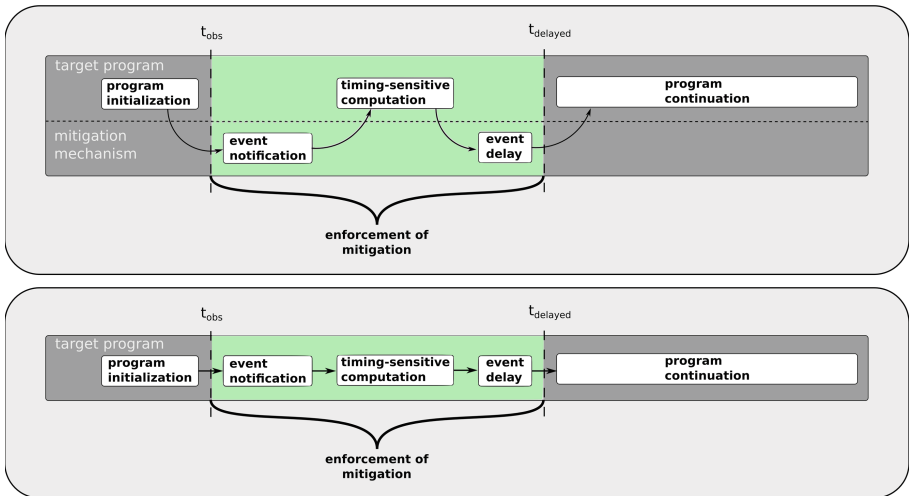 t_obs
t_delayed
target program
program
initialization
timing-sensitive
computation
program
continuation
mitigation
mechanism
event
notification
event
delay
enforcement of
mitigation
t_obs
t_delayed
target program
program
initialization
event
notification
timing-sensitive
computation
event
delay
program
continuation
enforcement of
mitigation